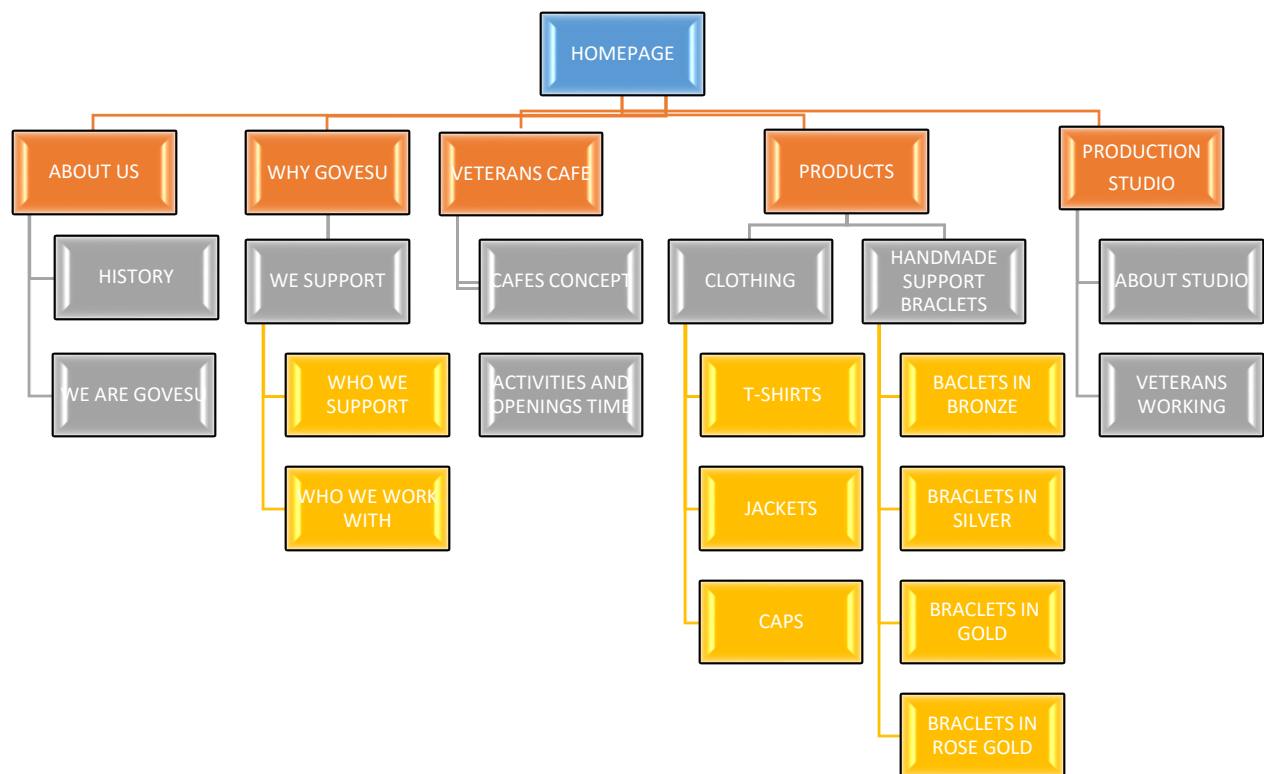 HOMEPAGE
ABOUT US
WHY GOVESU
VETERANS CAFE
PRODUCTS
PRODUCTION
STUDIO
HISTORY
WE SUPPORT
CAFES CONCEPT
CLOTHING
HANDMADE
SUPPORT
BRACLETS
ABOUT STUDIO
WE ARE GOVESU
WHO WE
SUPPORT
ACTIVITIES AND
OPENINGS TIME
T-SHIRTS
BACLETS IN
BRONZE
VETERANS
WORKING
WHO WE WORK
WITH
JACKETS
BRACLETS IN
SILVER
CAPS
BRACLETS IN
GOLD
BRACLETS IN
ROSE GOLD